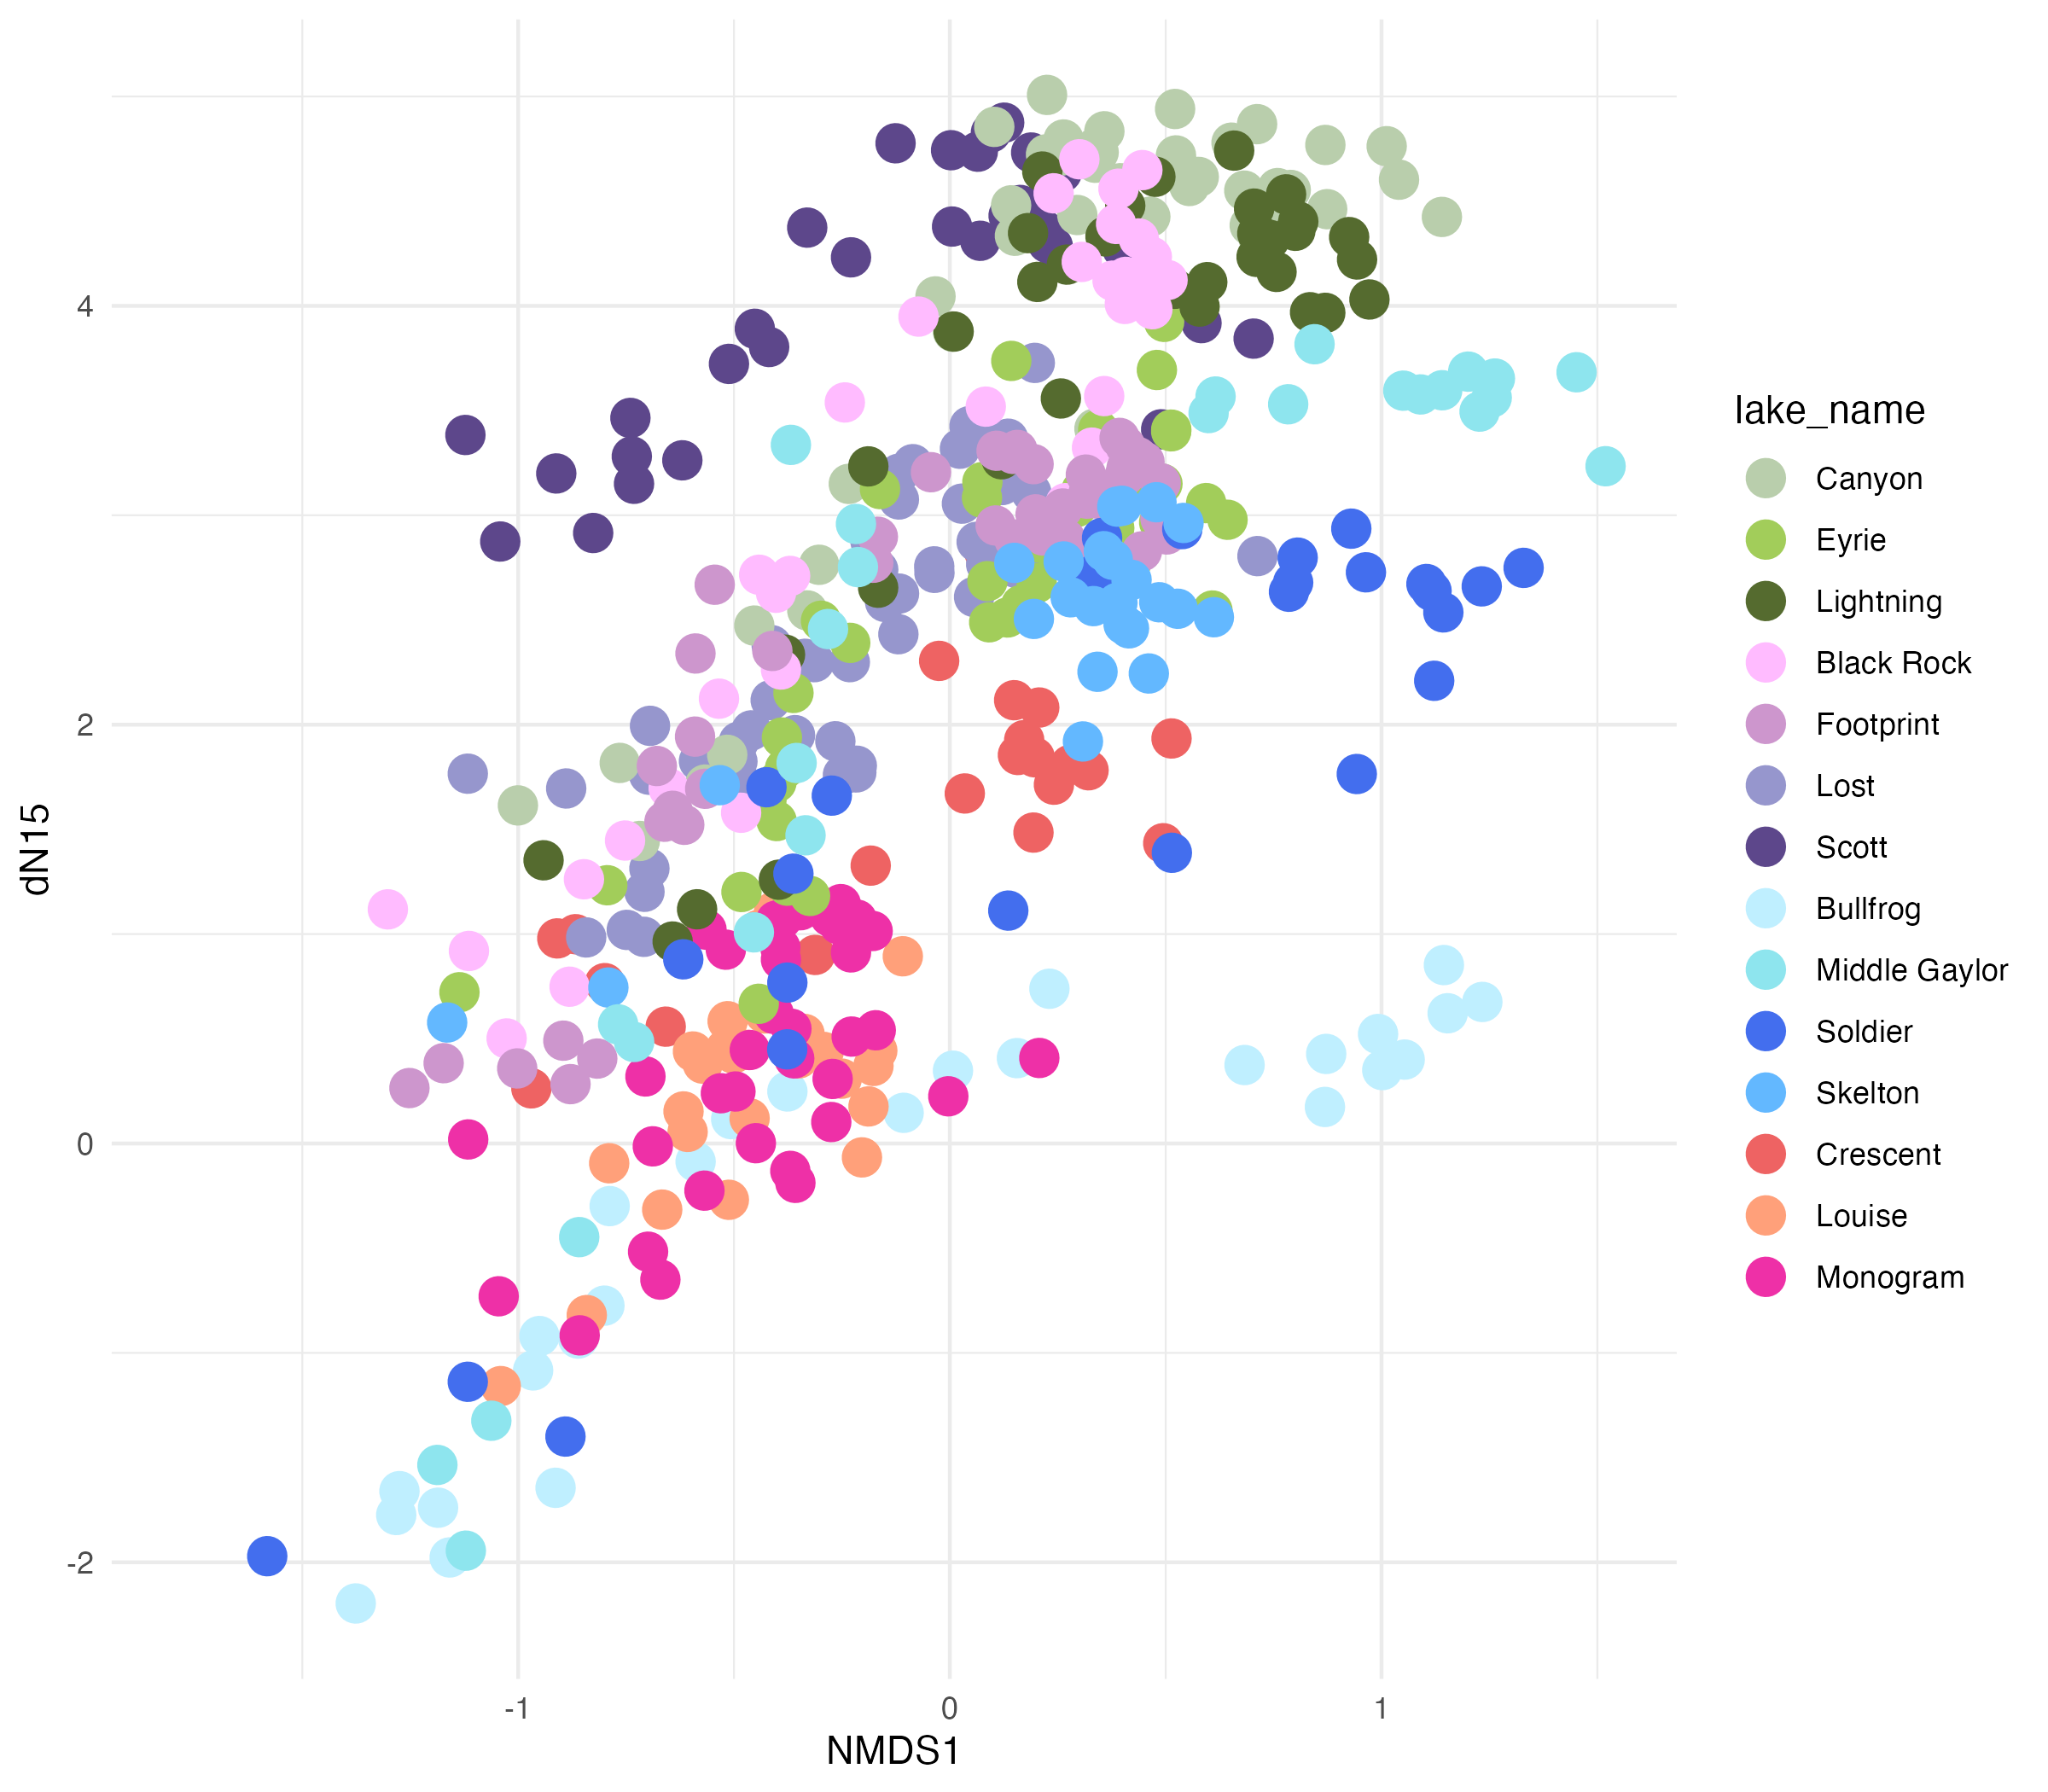 dN15
4
2
0
-2
-1
0
1
NMDS1
lake_name
Canyon
Eyrie
Lightning
Black Rock
Footprint
Lost
Scott
Bullfrog
Middle Gaylor
Soldier
Skelton
Crescent
Louise
Monogram